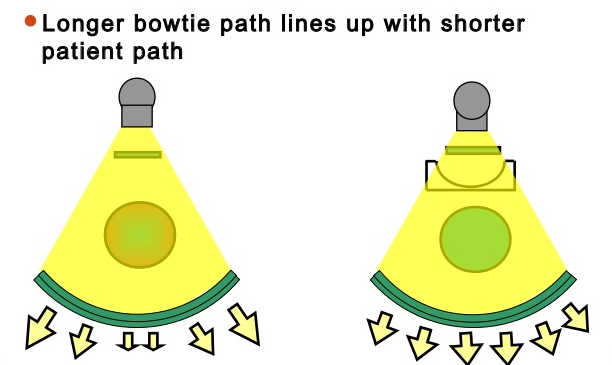 Longer bowtie path lines up with shorter
patient path